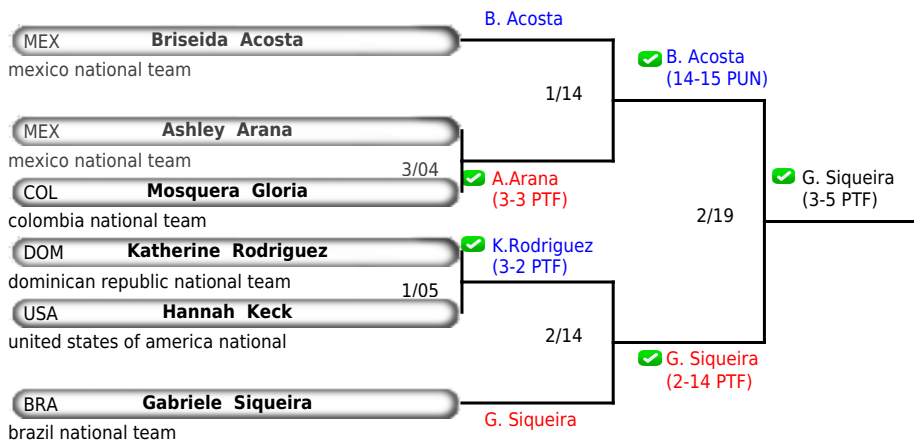 B. Acosta
MEX Briseida Acosta
mexico national team
B. Acosta
(14-15 PUN)
1/14
MEX Ashley Arana
mexico national team
3/04
COL Mosquera Gloria
colombia national team
A.Arana
(3-3 PTF)
G. Siqueira
(3-5 PTF)
2/19
DOM Katherine Rodriguez
dominican republic national team
K.Rodriguez
(3-2 PTF)
1/05
USA Hannah Keck
united states of america national
2/14
G. Siqueira
(2-14 PTF)
BRA Gabriele Siqueira
brazil national team
G. Siqueira